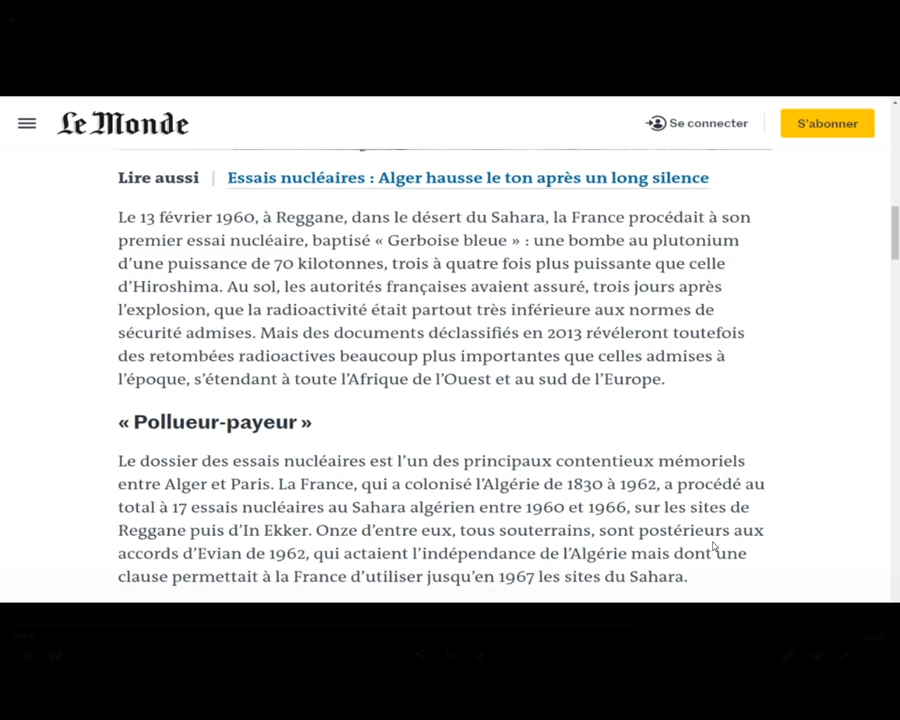 Le Monde
Se connecter
S'abonner
Lire aussi | Essais nucléaires : Alger hausse le ton après un long silence
Le 13 février 1960, à Reggane, dans le désert du Sahara, la France procédait à son
premier essai nucléaire, baptisé « Gerboise bleue » : une bombe au plutonium
d’une puissance de 70 kilotonnes, trois à quatre fois plus puissante que celle
d’Hiroshima. Au sol, les autorités françaises avaient assuré, trois jours après
l’explosion, que la radioactivité était partout très inférieure aux normes de
sécurité admises. Mais des documents déclassifiés en 2013 révéleront toutefois
des retombées radioactives beaucoup plus importantes que celles admises à
l’époque, s’étendant à toute l’Afrique de l’Ouest et au sud de l’Europe.
« Pollueur-payeur »
Le dossier des essais nucléaires est l’un des principaux contentieux mémoriels
entre Alger et Paris. La France, qui a colonisé l’Algérie de 1830 à 1962, a procédé au
total à 17 essais nucléaires au Sahara algérien entre 1960 et 1966, sur les sites de
Reggane puis d’In Ekker. Onze d’entre eux, tous souterrains, sont postérieurs aux
accords d’Evian de 1962, qui actaient l’indépendance de l’Algérie mais dont une
clause permettait à la France d’utiliser jusqu’en 1967 les sites du Sahara.